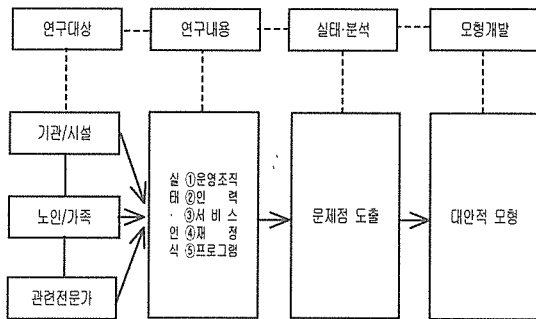 연구대상
연구내용
실태·분석
모형개발
기관/시설
노인/가족
관련전문가
실 ①운영조직
태 ②인 력
· ③서 비 스
인 ④재 정
식 ⑤프로그램
문제점 도출
대안적 모형